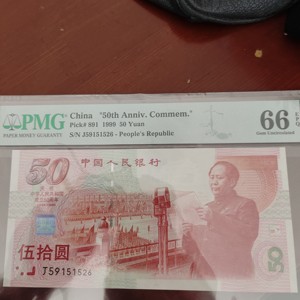 PMG
PAPER MONEY GUARANTY
China "50th Anniv. Commem."
Pick# 891 1999 50 Yuan
S/N J59151526 - People's Republic
66 EPQ
Gem Uncirculated
50
中国人民银行
伍拾圆
J59151526
50